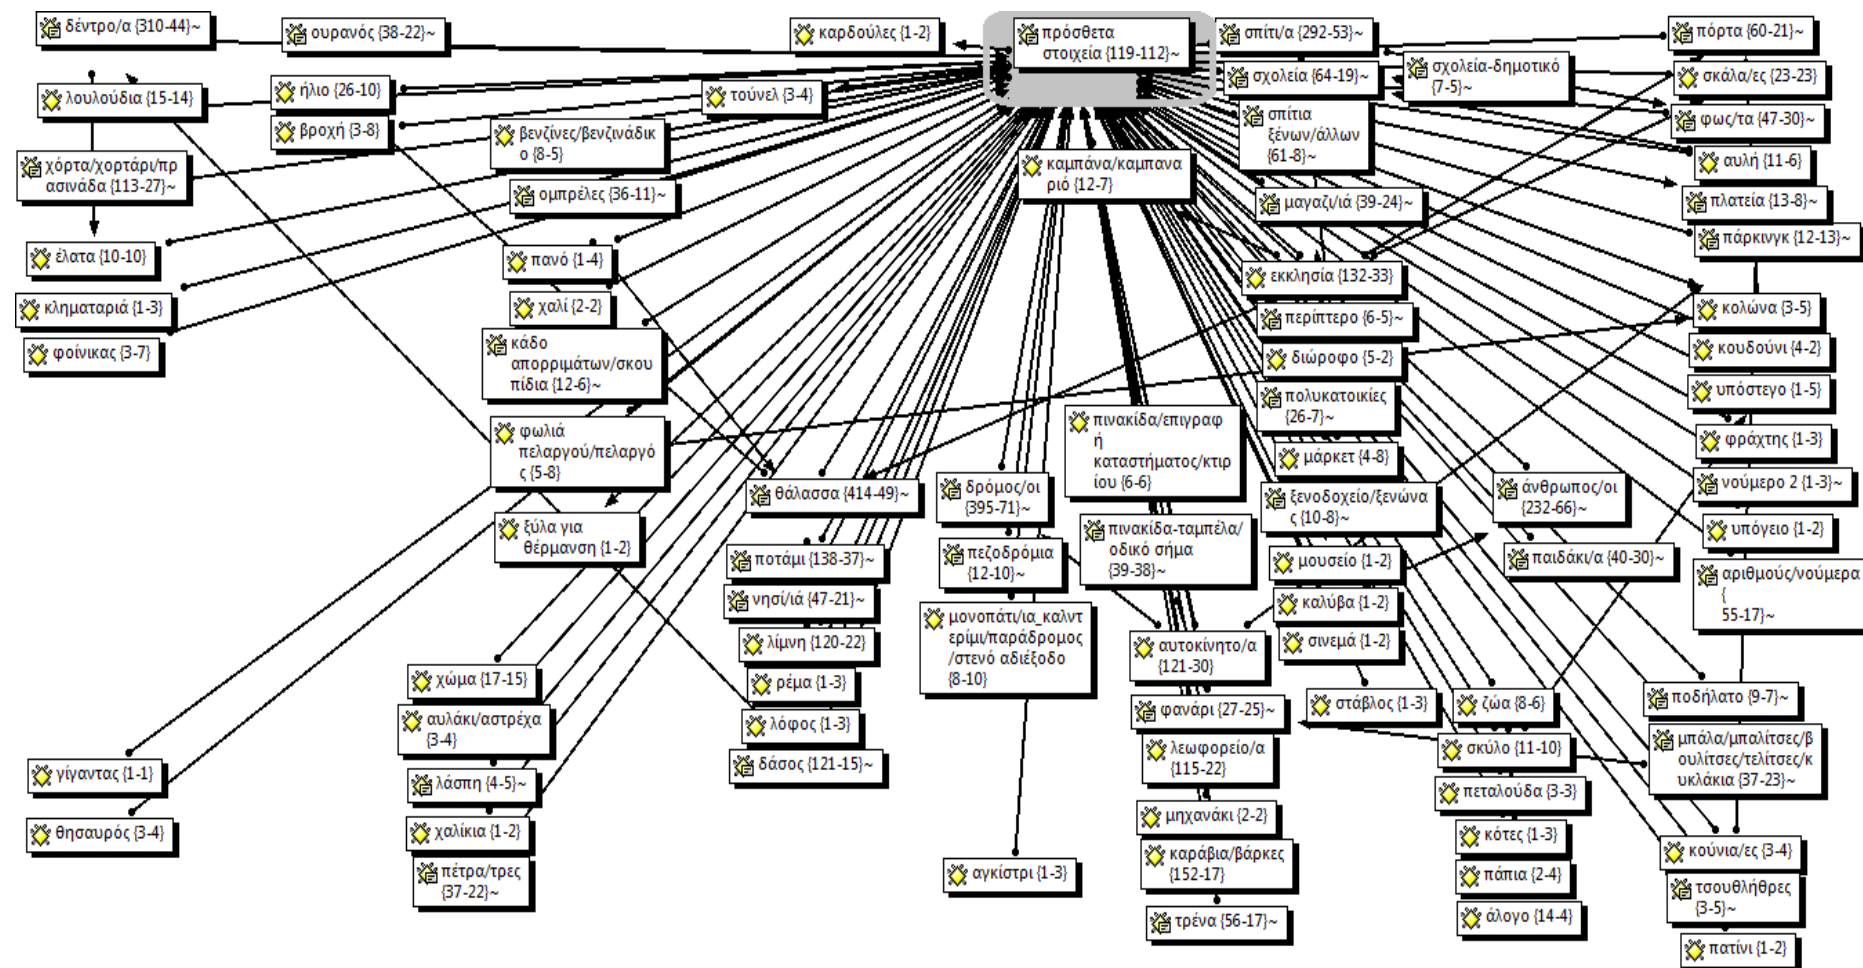 δέντρο/α {310-44}~
ουρανός {38-22}~
καρδούλες {1-2}
πρόσθετα
στοιχεία {119-112}~
σπίτι/α {292-53}~
πόρτα {60-21}~
λουλούδια {15-14}
ήλιο {26-10}
τούνελ {3-4}
σχολεία {64-19}~
σχολεία-δημοτικό
{7-5}~
σκάλα/ες {23-23}
βροχή {3-8}
βενζίνες/βενζινάδικ
ο {8-5}
σπίτια
ξένων/άλλων
{61-8}~
φως/τα {47-30}~
χόρτα/χορτάρι/πρ
ασινάδα {113-27}~
καμπάνα/καμπανα
ριό {12-7}
αυλή {11-6}
ομπρέλες {36-11}~
μαγαζι/ιά {39-24}~
πλατεία {13-8}~
έλατα {10-10}
πανό {1-4}
εκκλησία {132-33}
πάρκινγκ {12-13}~
κληματαριά {1-3}
χαλί {2-2}
περίπτερο {6-5}~
κολώνα {3-5}
φοίνικας {3-7}
κάδο
απορριμάτων/σκου
πίδια {12-6}~
διώροφο {5-2}
κουδούνι {4-2}
πολυκατοικίες
{26-7}~
υπόστεγο {1-5}
φωλιά
πελαργού/πελαργό
ς {5-8}
πινακίδα/επιγραφ
ή
καταστήματος/κτιρ
ίου {6-6}
μάρκετ {4-8}
φράχτης {1-3}
θάλασσα {414-49}~
δρόμος/οι
{395-71}~
ξενοδοχείο/ξενώνα
ς {10-8}~
άνθρωπος/οι
{232-66}~
νούμερο 2 {1-3}~
ξύλα για
θέρμανση {1-2}
πινακίδα-ταμπέλα/
οδικό σήμα
{39-38}~
υπόγειο {1-2}
ποτάμι {138-37}~
πεζοδρόμια
{12-10}~
μουσείο {1-2}
παιδάκι/α {40-30}~
αριθμούς/νούμερα
{
55-17}~
νησί/ιά {47-21}~
μονοπάτι/ια_καλντ
ερίμι/παράδρομος
/στενό αδιέξοδο
{8-10}
καλύβα {1-2}
λίμνη {120-22}
αυτοκίνητο/α
{121-30}
σινεμά {1-2}
χώμα {17-15}
ρέμα {1-3}
στάβλος {1-3}
ζώα {8-6}
ποδήλατο {9-7}~
αυλάκι/αστρέχα
{3-4}
λόφος {1-3}
φανάρι {27-25}~
σκύλο {11-10}
μπάλα/μπαλίτσες/β
ουλίτσες/τελίτσες/κ
υκλάκια {37-23}~
γίγαντας {1-1}
λάσπη {4-5}~
δάσος {121-15}~
λεωφορείο/α
{115-22}
πεταλούδα {3-3}
θησαυρός {3-4}
χαλίκια {1-2}
μηχανάκι {2-2}
κότες {1-3}
κούνια/ες {3-4}
πέτρα/τρες
{37-22}~
αγκίστρι {1-3}
καράβια/βάρκες
{152-17}
πάπια {2-4}
τσουθλήθρες
{3-5}~
τρένα {56-17}~
άλογο {14-4}
πατίνι {1-2}